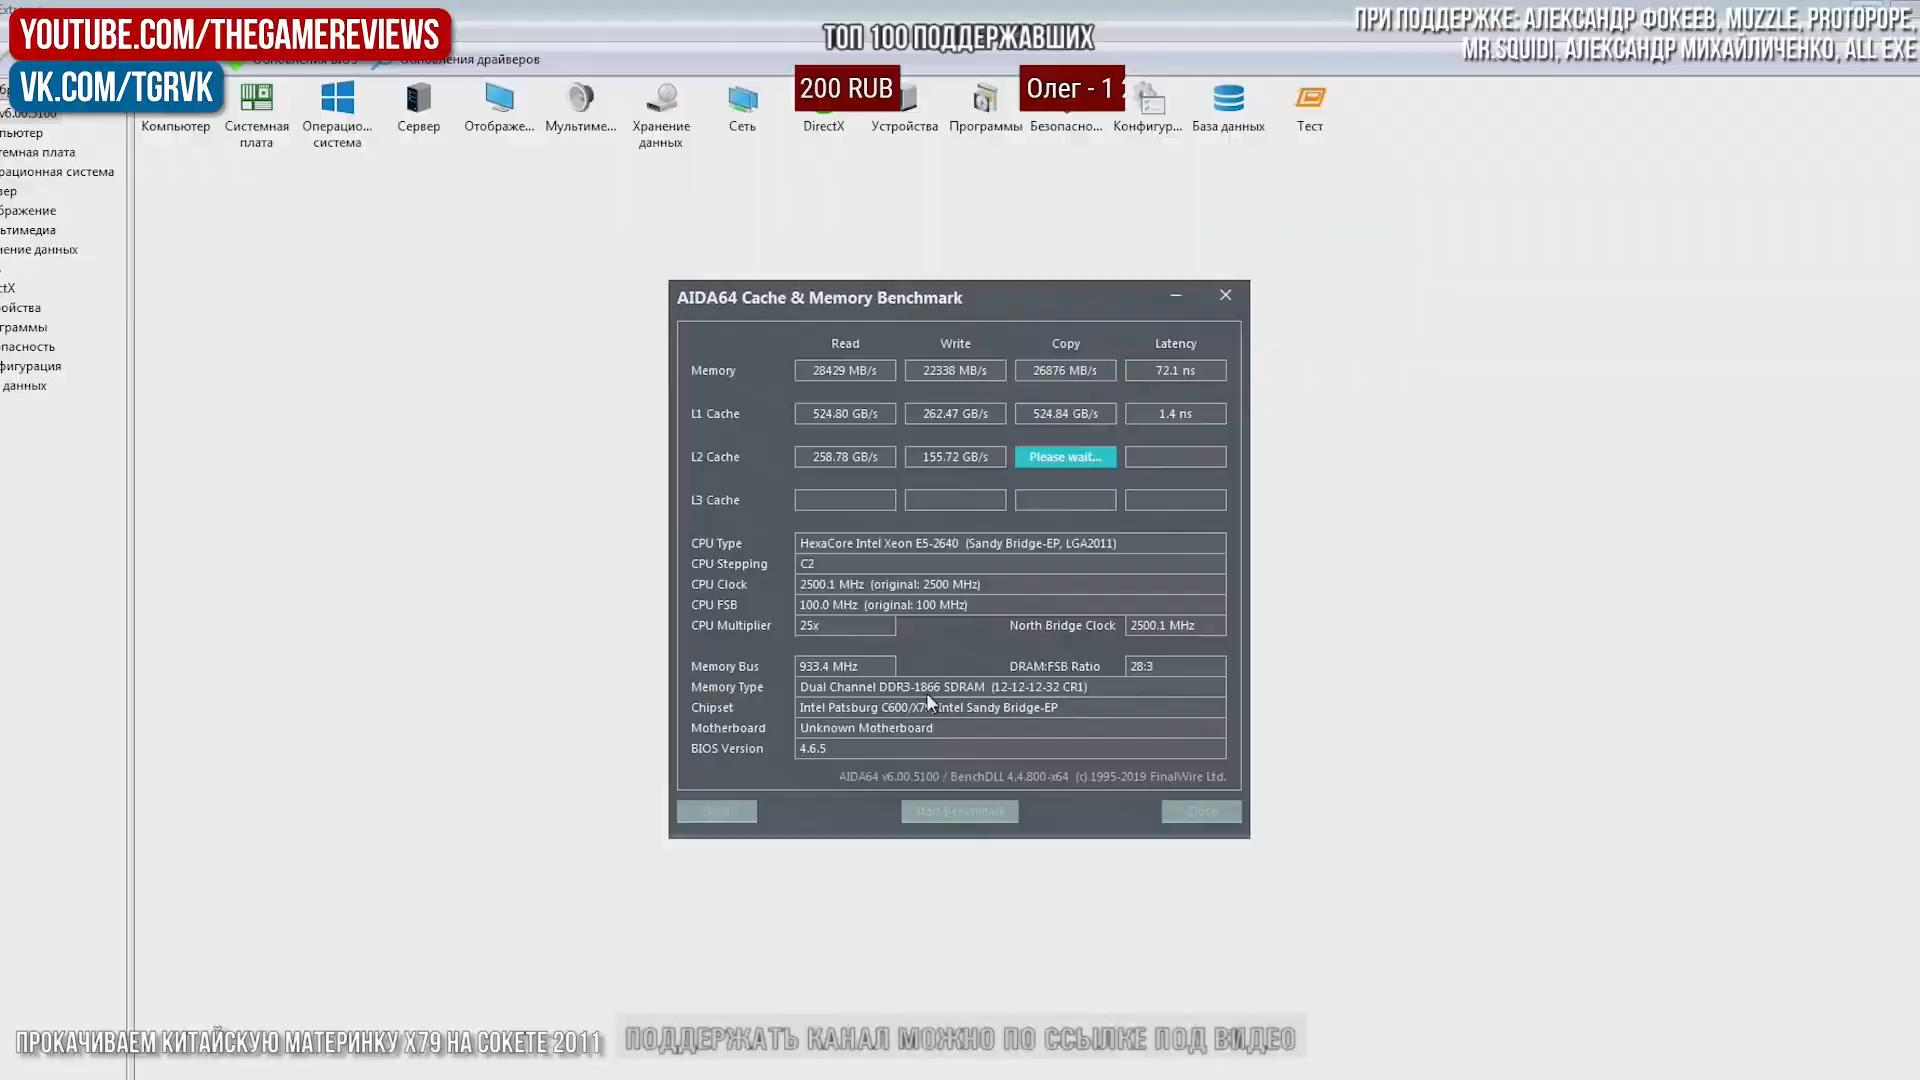 YOUTUBE.COM/THEGAMEREVIEWS
VK.COM/TGRVK
ТОП 100 ПОДДЕРЖАВШИХ
ПРИ ПОДДЕРЖКЕ: АЛЕКСАНДР ФОКЕЕВ, MUZZLE, PROTOPOPE,
MR.SQUIDI, АЛЕКСАНДР МИХАЙЛИЧЕНКО, ALL EXE
200 RUB
Олег - 1
новления драйверов
Компьютер
Системная плата
Операцио... система
Сервер
Отображе...
Мультиме...
Хранение данных
Сеть
DirectX
Устройства
Программы
Безопасно...
Конфигур...
База данных
Тест
пьютер
темная плата
рационная система
вер
бражение
ьтимедиа
нение данных
ctX
ойства
граммы
опасность
фигурация
данных
AIDA64 Cache & Memory Benchmark
Read Write Copy Latency
Memory 28429 MB/s 22338 MB/s 26876 MB/s 72.1 ns
L1 Cache 524.80 GB/s 262.47 GB/s 524.84 GB/s 1.4 ns
L2 Cache 258.78 GB/s 155.72 GB/s Please wait...
L3 Cache
CPU Type HexaCore Intel Xeon E5-2640 (Sandy Bridge-EP, LGA2011)
CPU Stepping C2
CPU Clock 2500.1 MHz (original: 2500 MHz)
CPU FSB 100.0 MHz (original: 100 MHz)
CPU Multiplier 25x North Bridge Clock 2500.1 MHz
Memory Bus 933.4 MHz DRAM:FSB Ratio 28:3
Memory Type Dual Channel DDR3-1866 SDRAM (12-12-12-32 CR1)
Chipset Intel Patsburg C600/X79, Intel Sandy Bridge-EP
Motherboard Unknown Motherboard
BIOS Version 4.6.5
AIDA64 v6.00.5100 / BenchDLL 4.4.800-x64 (c) 1995-2019 FinalWire Ltd.
Save Start Benchmark Close
ПРОКАЧИВАЕМ КИТАЙСКУЮ МАТЕРИНКУ X79 НА СОКЕТЕ 2011
ПОДДЕРЖАТЬ КАНАЛ МОЖНО ПО ССЫЛКЕ ПОД ВИДЕО